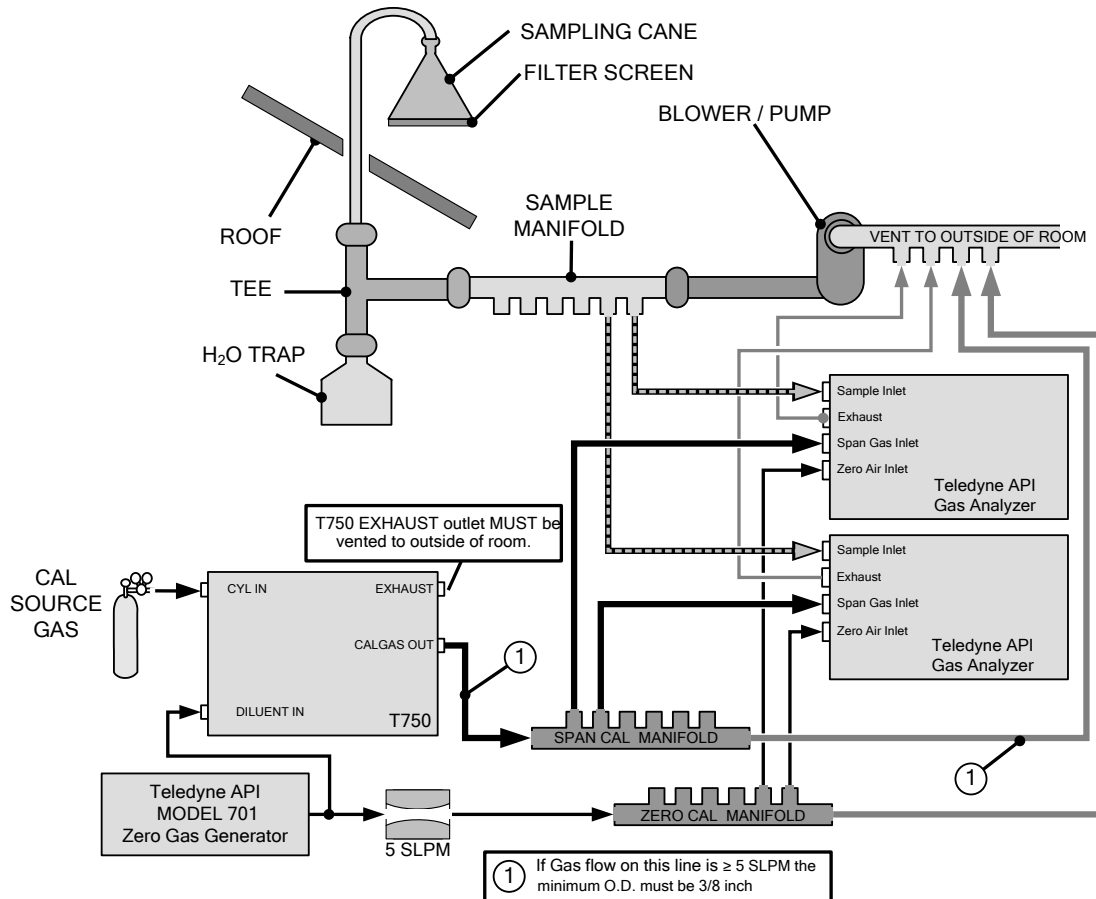 SAMPLING CANE
FILTER SCREEN
BLOWER / PUMP
ROOF
SAMPLE
MANIFOLD
VENT TO OUTSIDE OF ROOM
TEE
H₂O TRAP
Sample Inlet
Exhaust
Span Gas Inlet
Zero Air Inlet
Teledyne API
Gas Analyzer
T750 EXHAUST outlet MUST be
vented to outside of room.
Sample Inlet
Exhaust
Span Gas Inlet
Zero Air Inlet
Teledyne API
Gas Analyzer
CAL
SOURCE
GAS
CYL IN
EXHAUST
CALGAS OUT
DILUENT IN
T750
1
SPAN CAL MANIFOLD
1
Teledyne API
MODEL 701
Zero Gas Generator
5 SLPM
ZERO CAL MANIFOLD
1 If Gas flow on this line is ≥ 5 SLPM the
minimum O.D. must be 3/8 inch